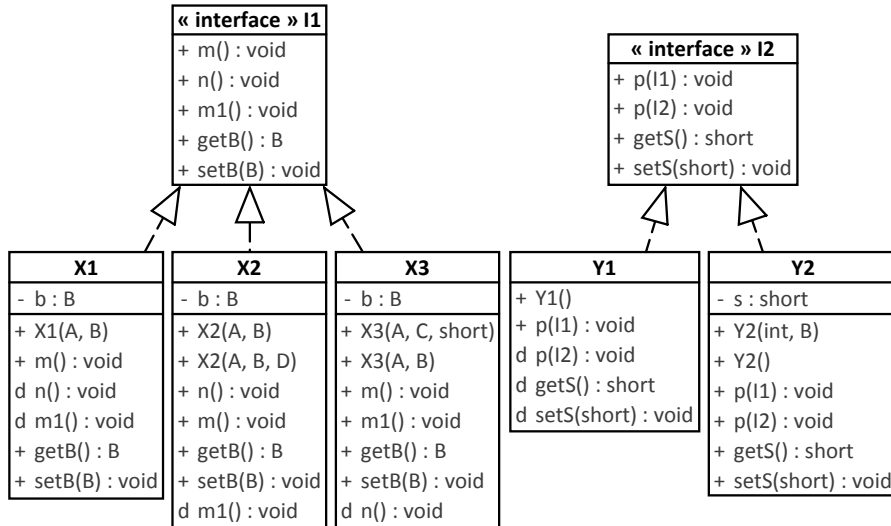 « interface » I1
+ m() : void
+ n() : void
+ m1() : void
+ getB() : B
+ setB(B) : void
« interface » I2
+ p(I1) : void
+ p(I2) : void
+ getS() : short
+ setS(short) : void
X1
- b : B
+ X1(A, B)
+ m() : void
d n() : void
d m1() : void
+ getB() : B
+ setB(B) : void
X2
- b : B
+ X2(A, B)
+ X2(A, B, D)
+ n() : void
+ m() : void
+ getB() : B
+ setB(B) : void
d m1() : void
X3
- b : B
+ X3(A, C, short)
+ X3(A, B)
+ m() : void
+ m1() : void
+ getB() : B
+ setB(B) : void
d n() : void
Y1
+ Y1()
+ p(I1) : void
d p(I2) : void
d getS() : short
d setS(short) : void
Y2
- s : short
+ Y2(int, B)
+ Y2()
+ p(I1) : void
+ p(I2) : void
+ getS() : short
+ setS(short) : void